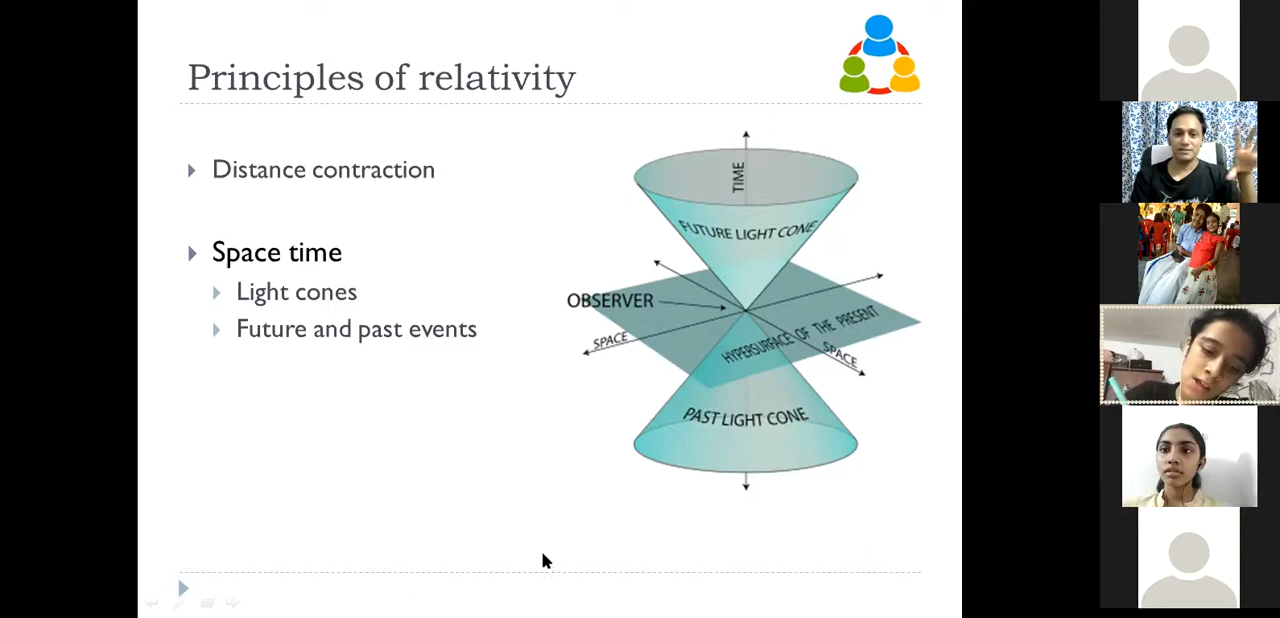 Principles of relativity
Distance contraction
Space time
Light cones
Future and past events
TIME
FUTURE LIGHT CONE
OBSERVER
SPACE
HYPERSURFACE OF THE PRESENT
SPACE
PAST LIGHT CONE